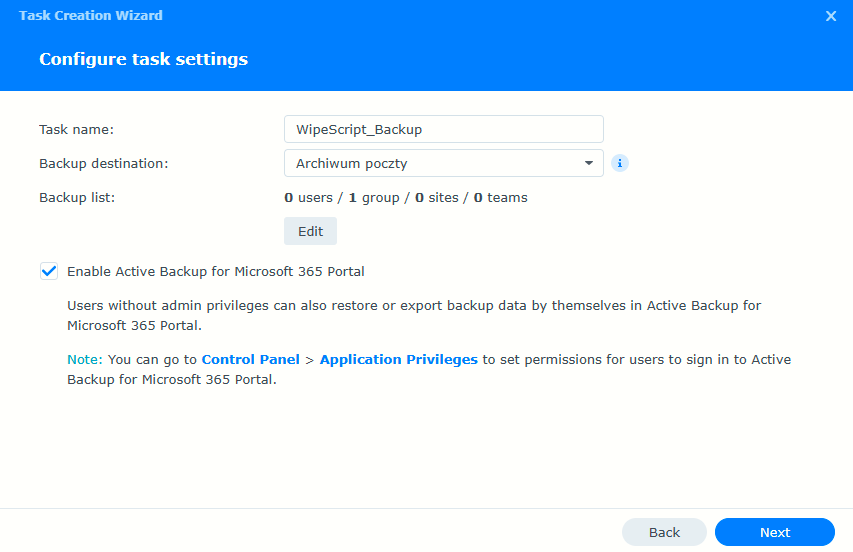 Task Creation Wizard
Configure task settings
Task name:
WipeScript_Backup
Backup destination:
Archiwum poczty
i
Backup list:
0 users / 1 group / 0 sites / 0 teams
Edit
Enable Active Backup for Microsoft 365 Portal
Users without admin privileges can also restore or export backup data by themselves in Active Backup for
Microsoft 365 Portal.
Note: You can go to Control Panel > Application Privileges to set permissions for users to sign in to Active
Backup for Microsoft 365 Portal.
Back
Next